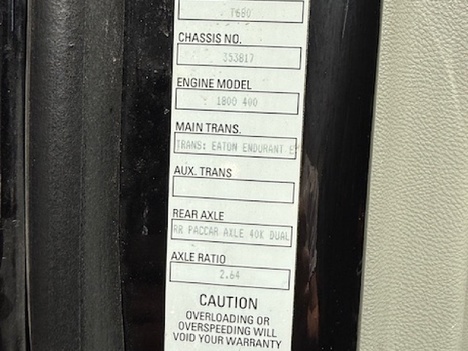 T680
CHASSIS NO.
353817
ENGINE MODEL
1800 400
MAIN TRANS.
TRANS: EATON ENDURANT E
AUX. TRANS
REAR AXLE
RR PACCAR AXLE 40K DUAL
AXLE RATIO
2.64
CAUTION
OVERLOADING OR
OVERSPEEDING WILL
VOID YOUR WARRANTY